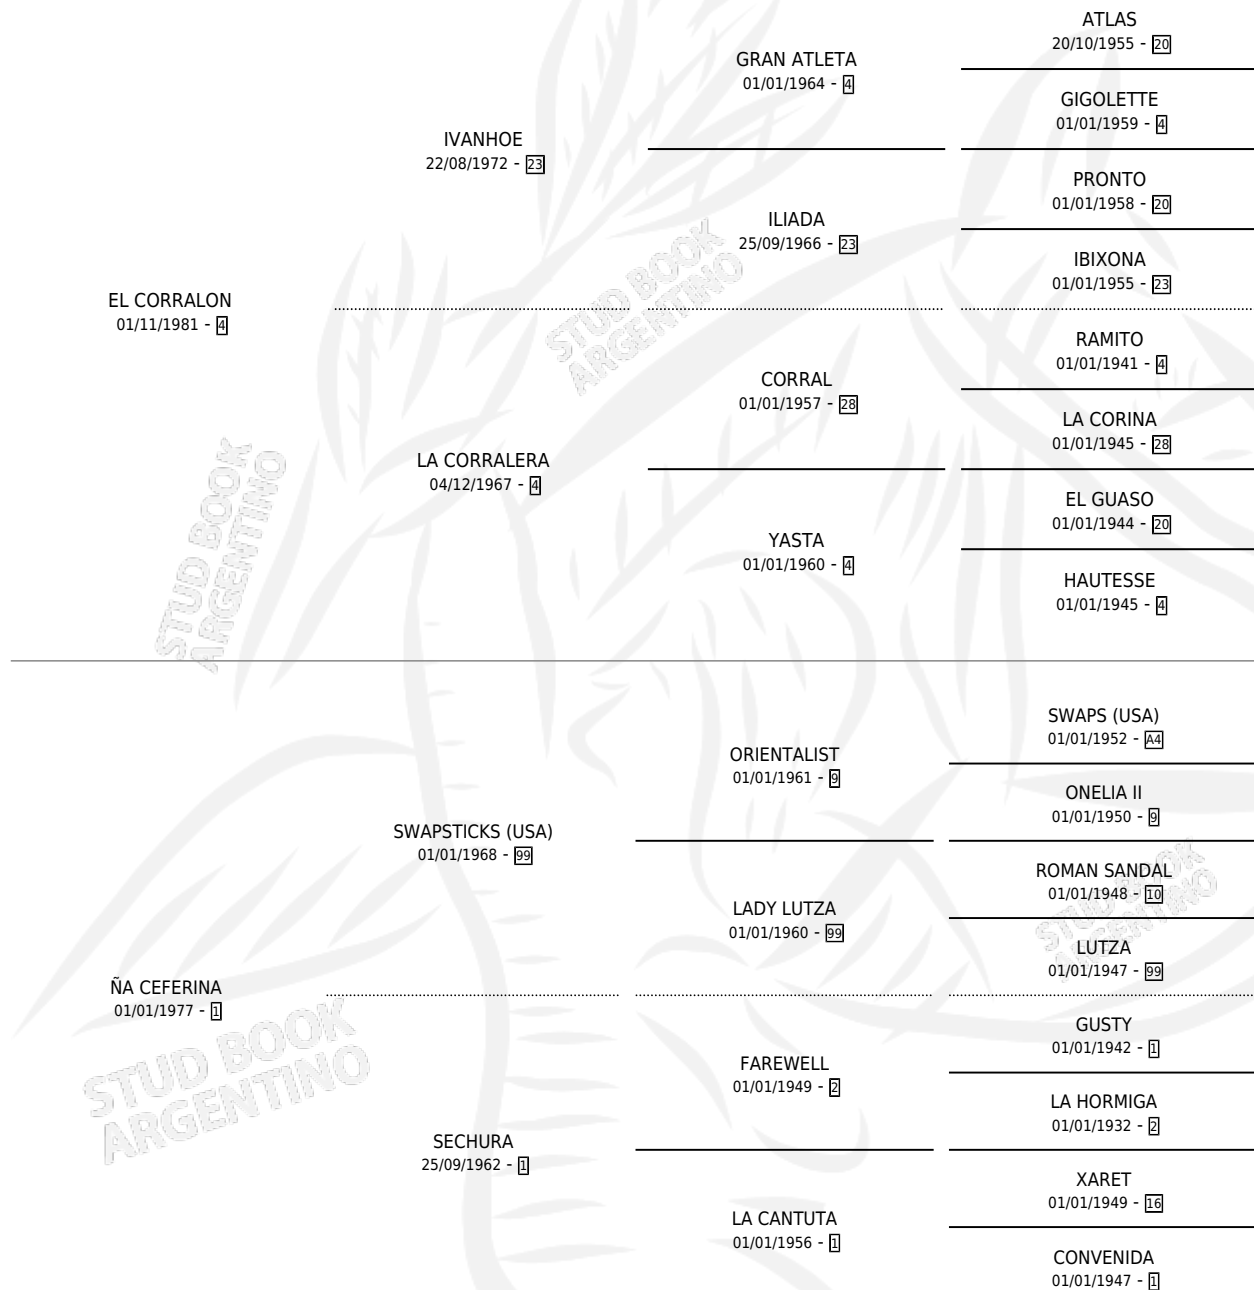 ATLAS
20/10/1955 - 20
GRAN ATLETA
01/01/1964 - 4
GIGOLETTE
01/01/1959 - 4
IVANHOE
22/08/1972 - 23
PRONTO
01/01/1958 - 20
ILIADA
25/09/1966 - 23
IBIXONA
01/01/1955 - 23
STUD BOOK
ARGENTINO
EL CORRALON
01/11/1981 - 4
RAMITO
01/01/1941 - 4
CORRAL
01/01/1957 - 28
LA CORINA
01/01/1945 - 28
LA CORRALERA
04/12/1967 - 4
EL GUASO
01/01/1944 - 20
YASTA
01/01/1960 - 4
HAUTESSE
01/01/1945 - 4
STUD BOOK
ARGENTINO
SWAPS (USA)
01/01/1952 - A4
ORIENTALIST
01/01/1961 - 9
ONELIA II
01/01/1950 - 9
SWAPSTICKS (USA)
01/01/1968 - 99
ROMAN SANDAL
01/01/1948 - 10
LADY LUTZA
01/01/1960 - 99
LUTZA
01/01/1947 - 99
STUD BOOK
ARGENTINO
ÑA CEFERINA
01/01/1977 - 1
GUSTY
01/01/1942 - 1
FAREWELL
01/01/1949 - 2
LA HORMIGA
01/01/1932 - 2
STUD BOOK
ARGENTINO
SECHURA
25/09/1962 - 1
XARET
01/01/1949 - 16
LA CANTUTA
01/01/1956 - 1
CONVENIDA
01/01/1947 - 1